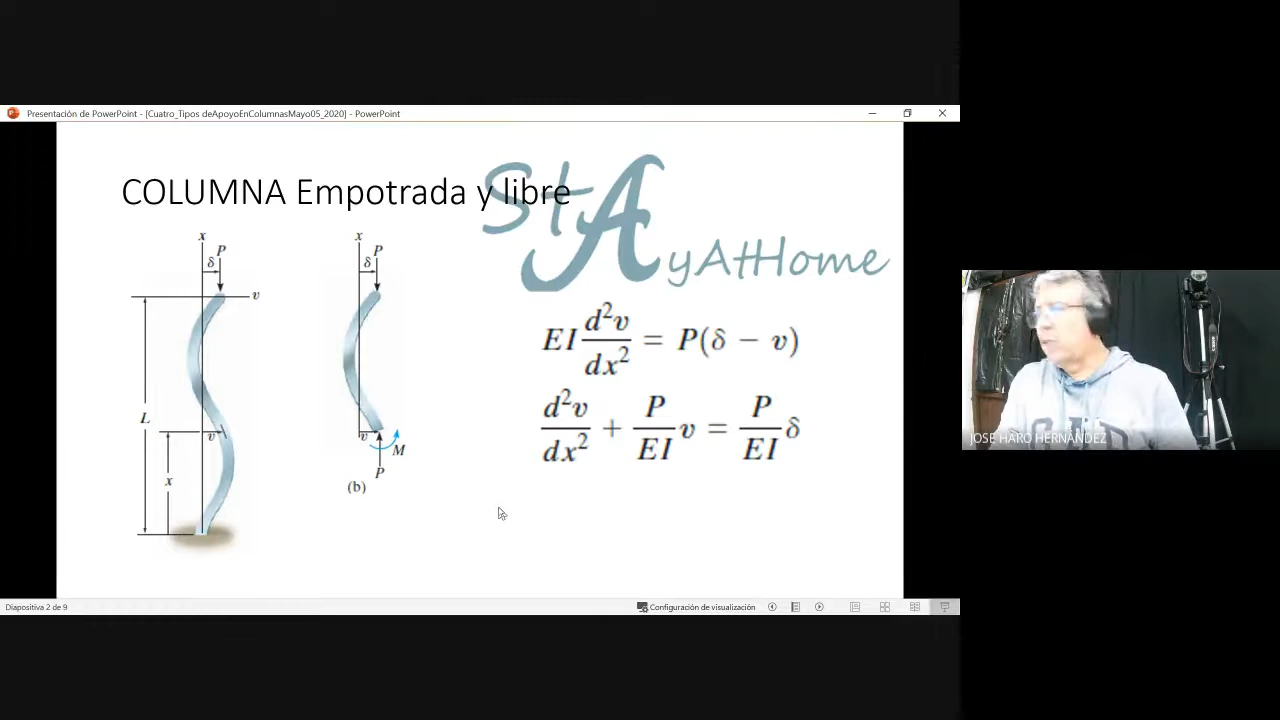 Presentación de PowerPoint - [Cuatro_Tipos deApoyoEnColumnasMayo05_2020] - PowerPoint
COLUMNA Empotrada y libre
StAyAtHome
x
P
δ
v
L
v
x
x
P
δ
v
M
P
(b)
EI d²v/dx² = P(δ − v)
d²v/dx² + P/EI v = P/EI δ
JOSE HARO HERNANDEZ
Diapositiva 2 de 9
Configuración de visualización